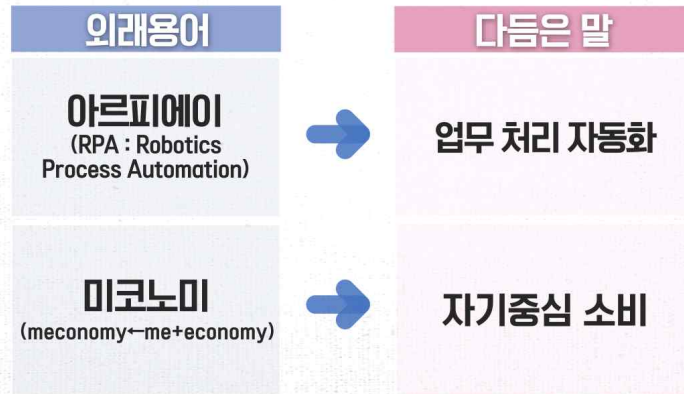 외래용어
다듬은 말
아르피에이
(RPA : Robotics
Process Automation)
업무 처리 자동화
미코노미
(meconomy←me+economy)
자기중심 소비